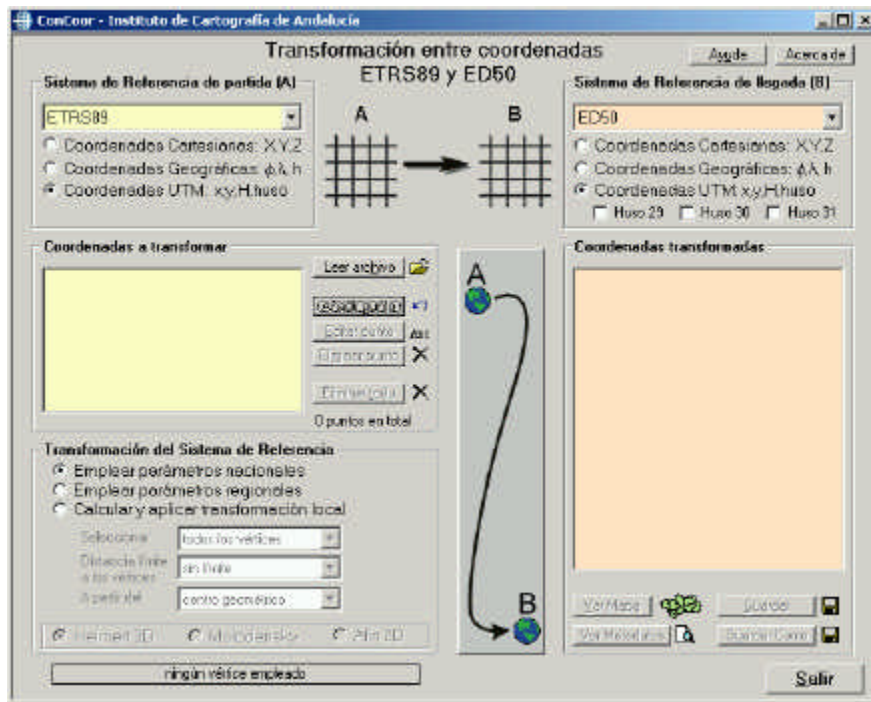 ConCoor - Instituto de Cartografía de Andalucía
Transformación entre coordenadas
ETRS89 y ED50
Ayuda
Acerca de
Sistema de Referencia de partida (A)
ETRS89
Coordenadas Cartesianas: X,Y,Z
Coordenadas Geográficas: ϕ,λ, h
Coordenadas UTM: x,y,H,huso
A
B
Sistema de Referencia de llegada (B)
ED50
Coordenadas Cartesianas: X,Y,Z
Coordenadas Geográficas: ϕ,λ, h
Coordenadas UTM x,y,H,huso
Huso 29
Huso 30
Huso 31
Coordenadas a transformar
Leer archivo
Añadir punto
Editar punto
ABC
Eliminar punto
0 puntos en total
A
B
Coordenadas transformadas
Transformación del Sistema de Referencia
Emplear parámetros nacionales
Emplear parámetros regionales
Calcular y aplicar transformación local
Seleccionar
todos los vértices
Distancia límite
a los vértices
sin límite
A partir del
centro geométrico
Helmert 3D
Molodensky
Afín 2D
ningún vértice empleado
Ver Mapa
Guardar
Ver Metadatos
Guardar Como
Salir